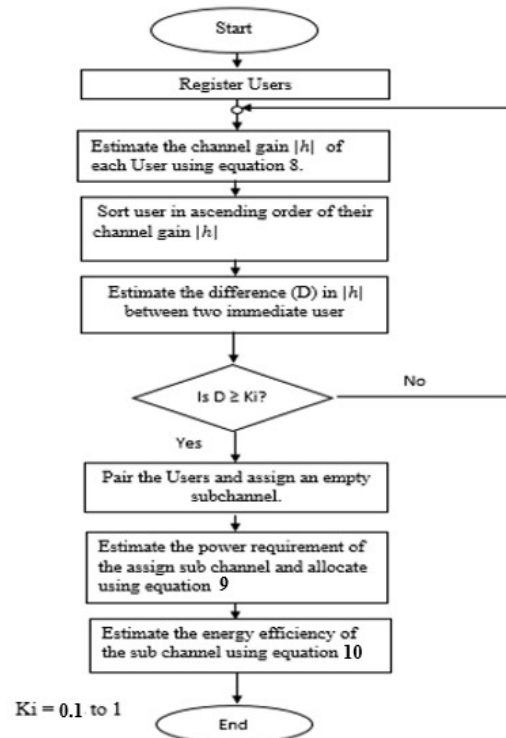 Start
Register Users
Estimate the channel gain |h| of
each User using equation 8.
Sort user in ascending order of their
channel gain |h|
Estimate the difference (D) in |h|
between two immediate user
Is D ≥ Ki?
No
Yes
Pair the Users and assign an empty
subchannel.
Estimate the power requirement of
the assign sub channel and allocate
using equation 9
Estimate the energy efficiency of
the sub channel using equation 10
Ki = 0.1 to 1
End